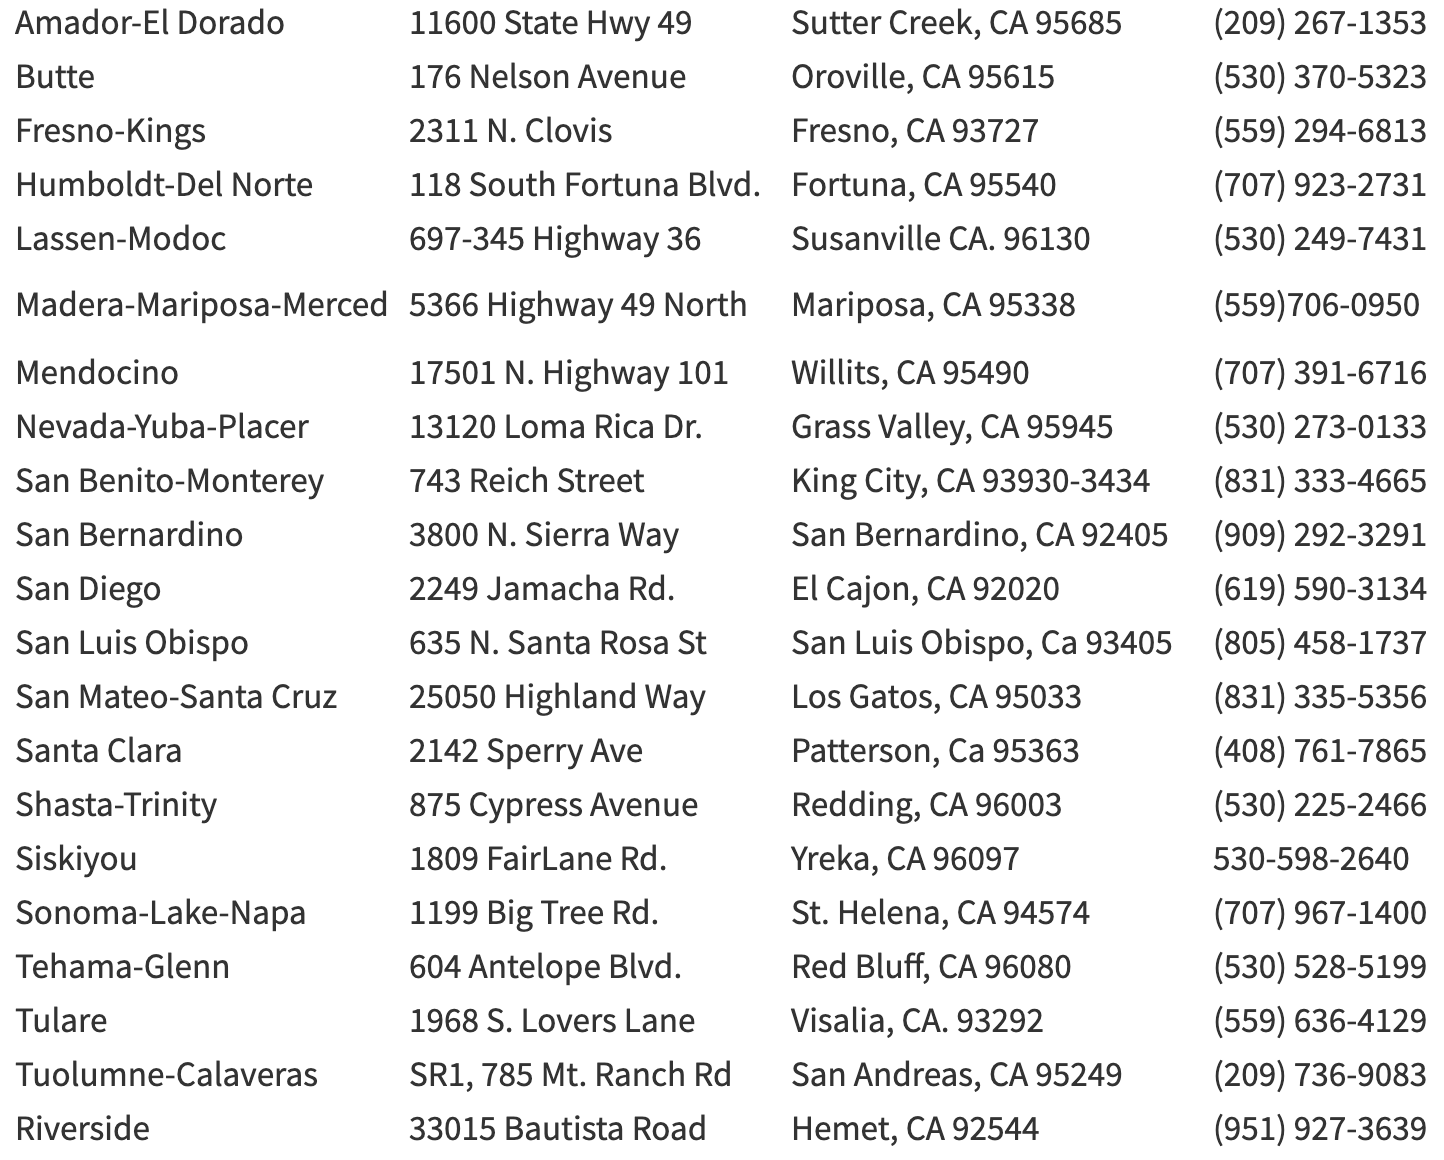 Amador-El Dorado 11600 State Hwy 49 Sutter Creek, CA 95685 (209) 267-1353
Butte 176 Nelson Avenue Oroville, CA 95615 (530) 370-5323
Fresno-Kings 2311 N. Clovis Fresno, CA 93727 (559) 294-6813
Humboldt-Del Norte 118 South Fortuna Blvd. Fortuna, CA 95540 (707) 923-2731
Lassen-Modoc 697-345 Highway 36 Susanville CA. 96130 (530) 249-7431
Madera-Mariposa-Merced 5366 Highway 49 North Mariposa, CA 95338 (559)706-0950
Mendocino 17501 N. Highway 101 Willits, CA 95490 (707) 391-6716
Nevada-Yuba-Placer 13120 Loma Rica Dr. Grass Valley, CA 95945 (530) 273-0133
San Benito-Monterey 743 Reich Street King City, CA 93930-3434 (831) 333-4665
San Bernardino 3800 N. Sierra Way San Bernardino, CA 92405 (909) 292-3291
San Diego 2249 Jamacha Rd. El Cajon, CA 92020 (619) 590-3134
San Luis Obispo 635 N. Santa Rosa St San Luis Obispo, Ca 93405 (805) 458-1737
San Mateo-Santa Cruz 25050 Highland Way Los Gatos, CA 95033 (831) 335-5356
Santa Clara 2142 Sperry Ave Patterson, Ca 95363 (408) 761-7865
Shasta-Trinity 875 Cypress Avenue Redding, CA 96003 (530) 225-2466
Siskiyou 1809 FairLane Rd. Yreka, CA 96097 530-598-2640
Sonoma-Lake-Napa 1199 Big Tree Rd. St. Helena, CA 94574 (707) 967-1400
Tehama-Glenn 604 Antelope Blvd. Red Bluff, CA 96080 (530) 528-5199
Tulare 1968 S. Lovers Lane Visalia, CA. 93292 (559) 636-4129
Tuolumne-Calaveras SR1, 785 Mt. Ranch Rd San Andreas, CA 95249 (209) 736-9083
Riverside 33015 Bautista Road Hemet, CA 92544 (951) 927-3639